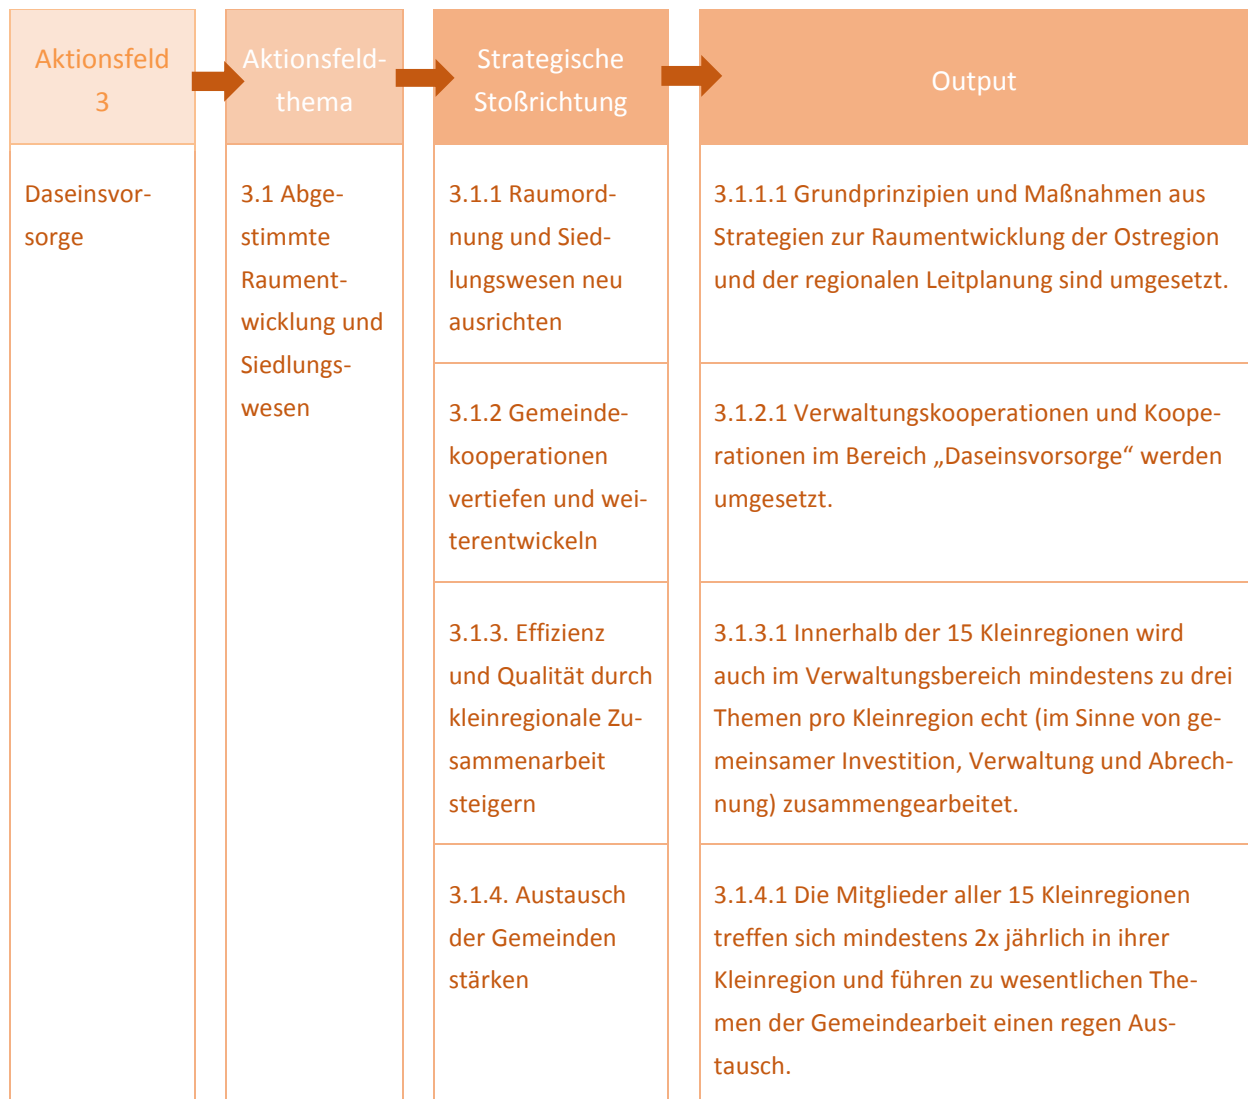 Aktionsfeld
3
Aktionsfeld-
thema
Strategische
Stoßrichtung
Output
Daseinsvor-
sorge
3.1 Abge-
stimmte
Raument-
wicklung und
Siedlungs-
wesen
3.1.1 Raumord-
nung und Sied-
lungswesen neu
ausrichten
3.1.1.1 Grundprinzipien und Maßnahmen aus
Strategien zur Raumentwicklung der Ostregion
und der regionalen Leitplanung sind umgesetzt.
3.1.2 Gemeinde-
kooperationen
vertiefen und wei-
terentwickeln
3.1.2.1 Verwaltungskooperationen und Koope-
rationen im Bereich „Daseinsvorsorge“ werden
umgesetzt.
3.1.3. Effizienz
und Qualität durch
kleinregionale Zu-
sammenarbeit
steigern
3.1.3.1 Innerhalb der 15 Kleinregionen wird
auch im Verwaltungsbereich mindestens zu drei
Themen pro Kleinregion echt (im Sinne von ge-
meinsamer Investition, Verwaltung und Abrech-
nung) zusammengearbeitet.
3.1.4. Austausch
der Gemeinden
stärken
3.1.4.1 Die Mitglieder aller 15 Kleinregionen
treffen sich mindestens 2x jährlich in ihrer
Kleinregion und führen zu wesentlichen The-
men der Gemeindearbeit einen regen Aus-
tausch.